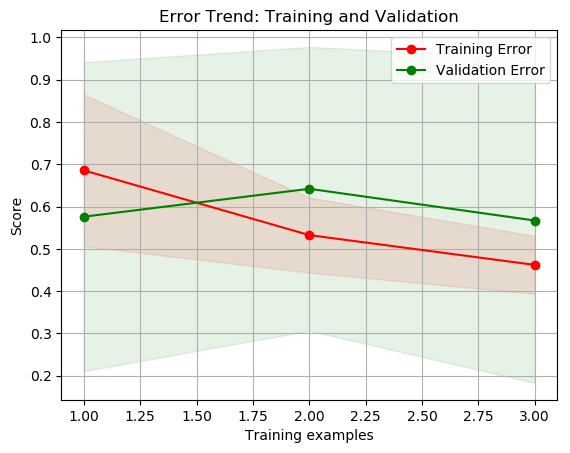 Error Trend: Training and Validation
1.0
0.9
0.8
0.7
0.6
0.5
0.4
0.3
0.2
Score
Training Error
Validation Error
1.00 1.25 1.50 1.75 2.00 2.25 2.50 2.75 3.00
Training examples